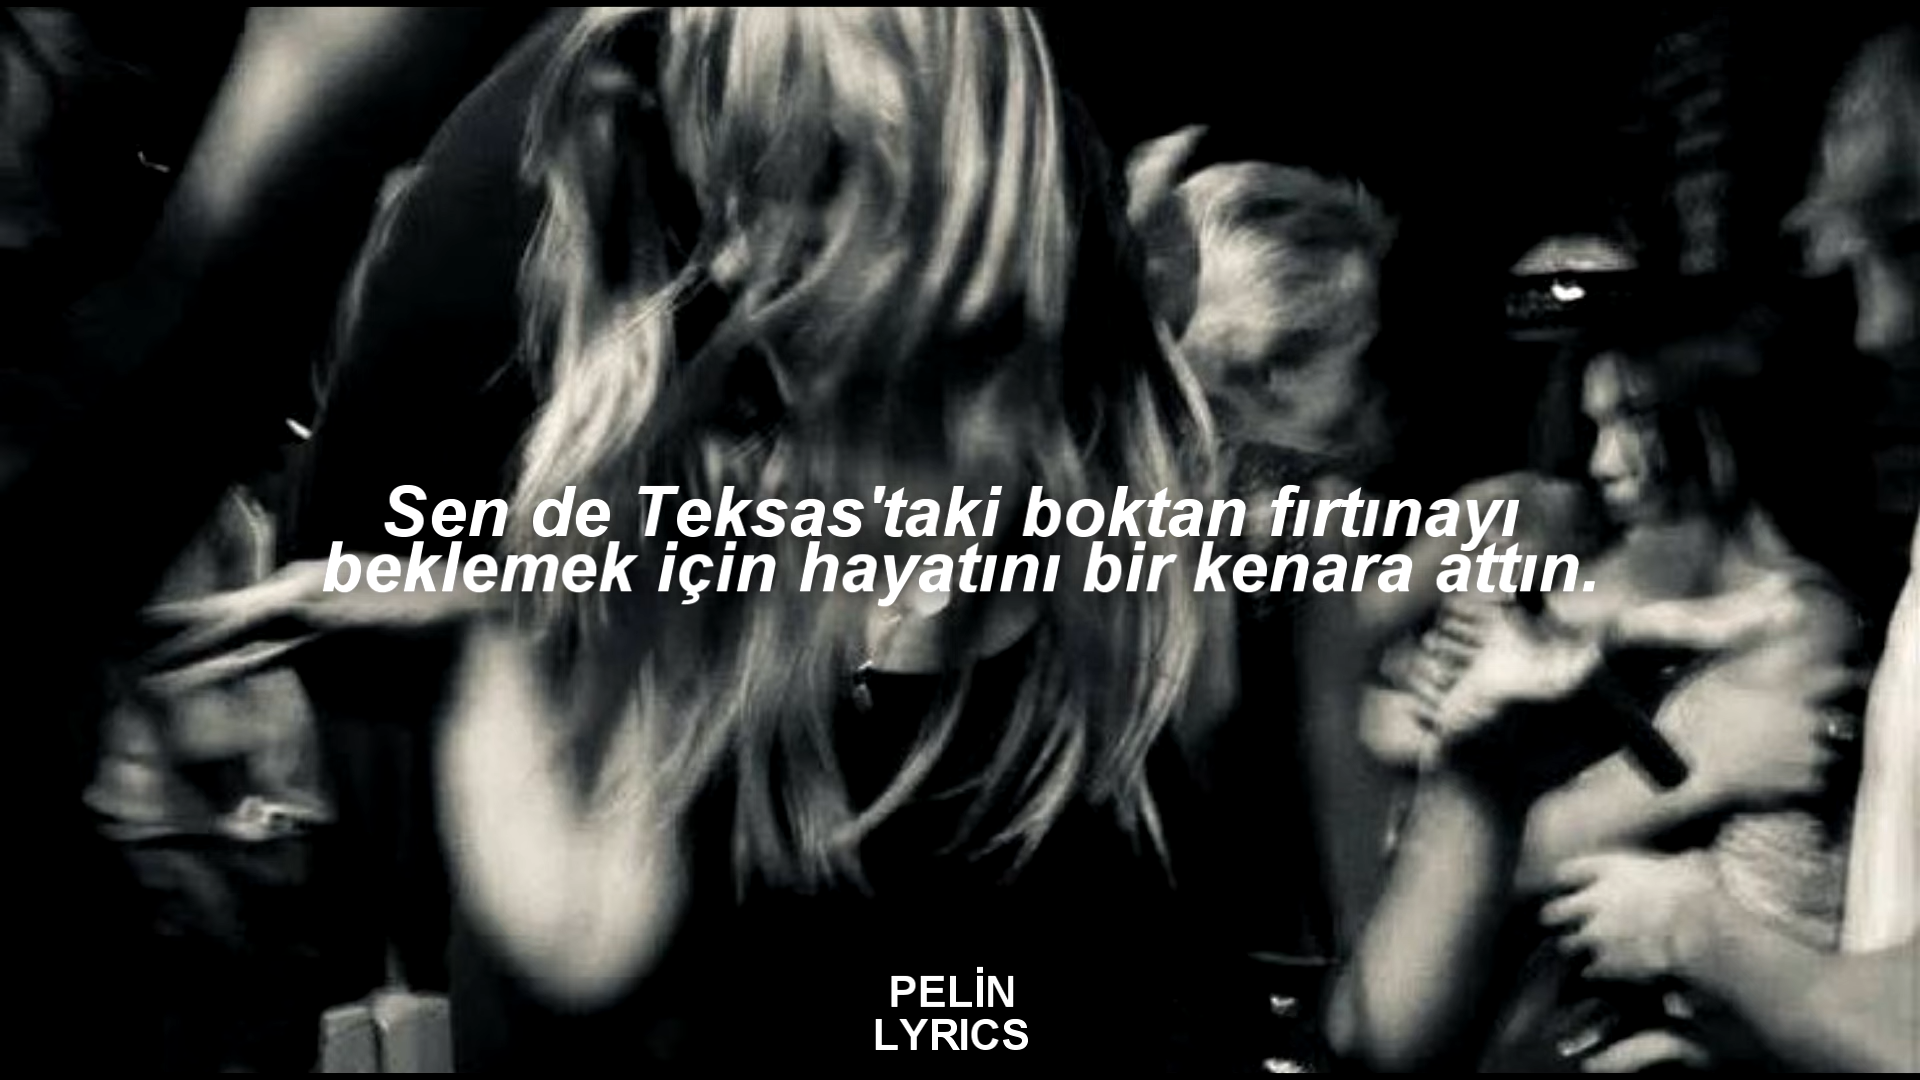 Sen de Teksas'taki boktan fırtınayı
beklemek için hayatını bir kenara attın.
PELİN
LYRICS